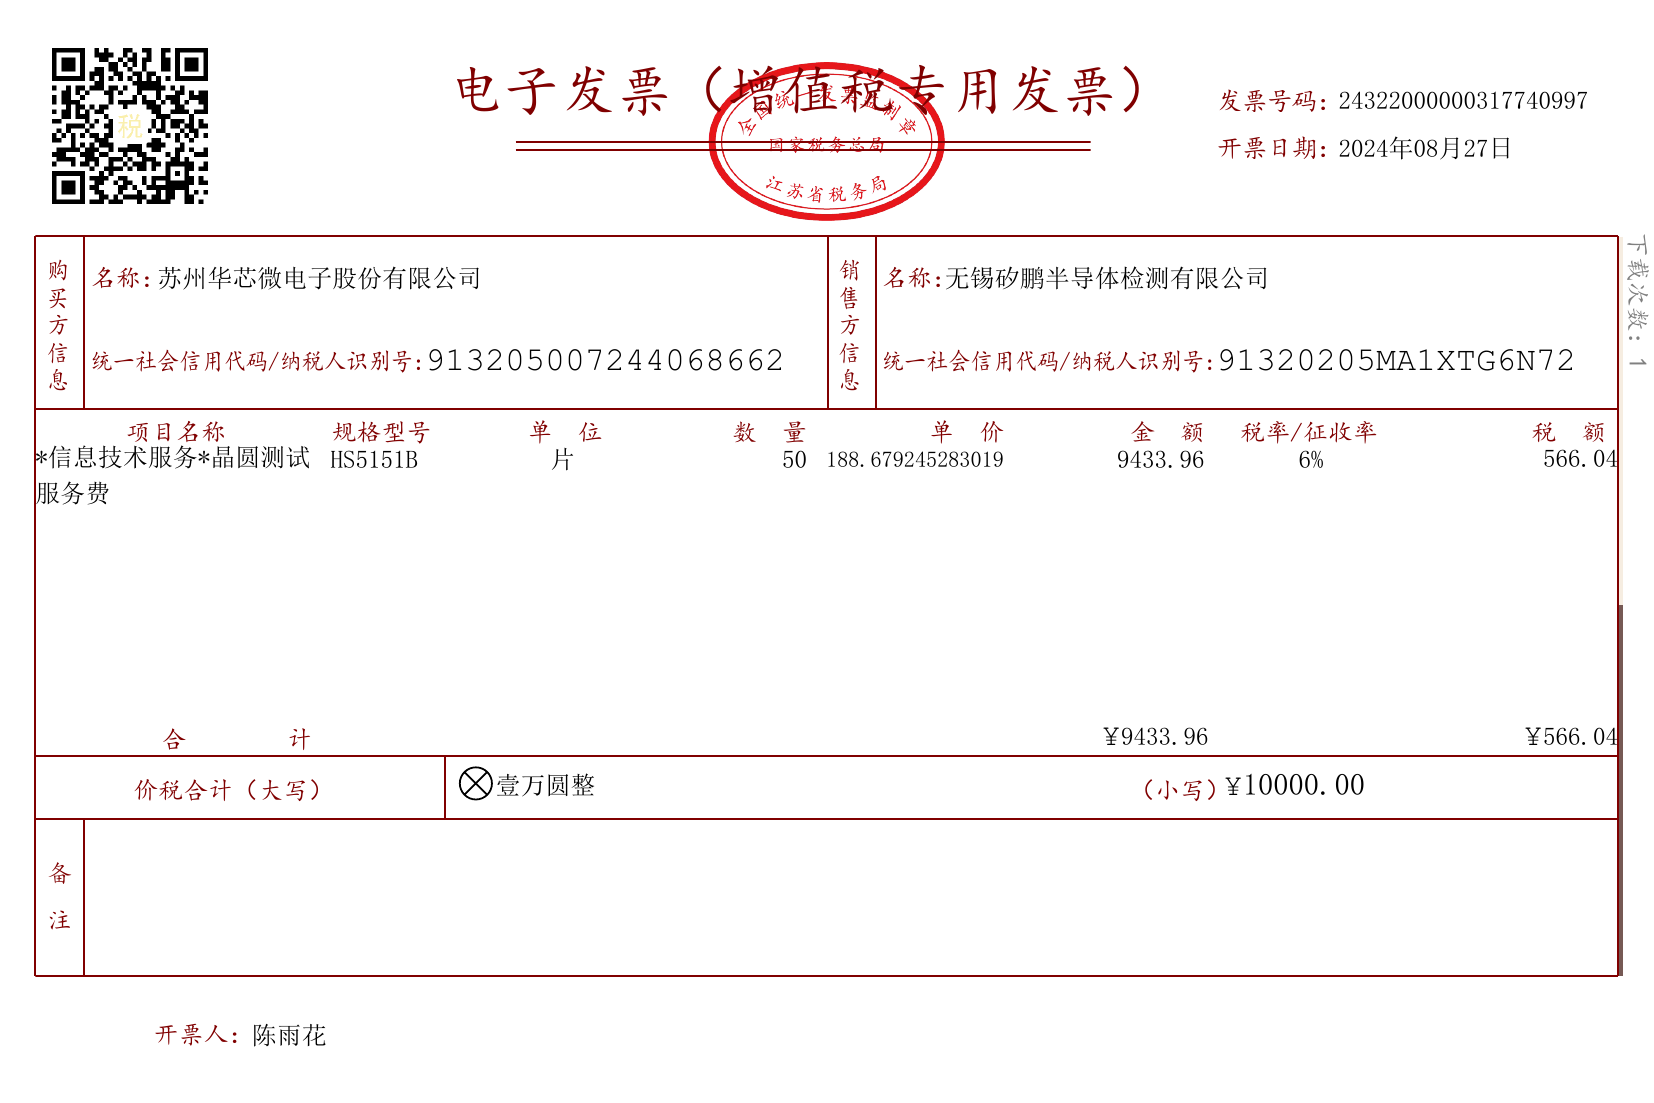 电子发票（增值税专用发票）
全国统一发票监制章
国家税务总局
江苏省税务局
税
发票号码：24322000000317740997
开票日期：2024年08月27日
下载次数：1
购买方信息
名称：苏州华芯微电子股份有限公司
统一社会信用代码/纳税人识别号：913205007244068662
销售方信息
名称：无锡矽鹏半导体检测有限公司
统一社会信用代码/纳税人识别号：91320205MA1XTG6N72
项目名称 规格型号 单 位 数 量 单 价 金 额 税率/征收率 税 额
*信息技术服务*晶圆测试 HS5151B 片 50 188.679245283019 9433.96 6% 566.04
服务费
合 计 ¥9433.96 ¥566.04
价税合计（大写） ⊗壹万圆整 （小写）¥10000.00
备注
开票人：陈雨花